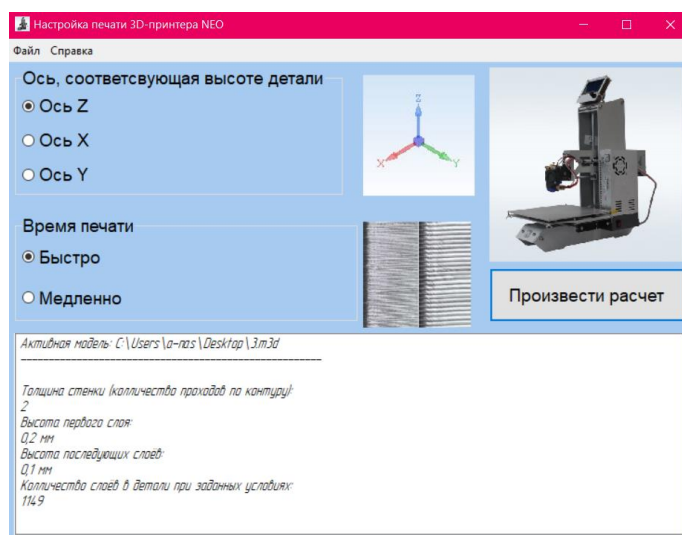 Настройка печати 3D-принтера NEO
Файл Справка
Ось, соответсвующая высоте детали
Ось Z
Ось X
Ось Y
Z
X
Y
Время печати
Быстро
Медленно
Произвести расчет
Активная модель: C:\Users\a-nas\Desktop\3.m3d
Толщина стенки (колличество проходов по контуру):
2
Высота первого слоя:
0,2 мм
Высота последующих слоёв:
0,1 мм
Колличество слоёв в детали при заданных условиях:
1149